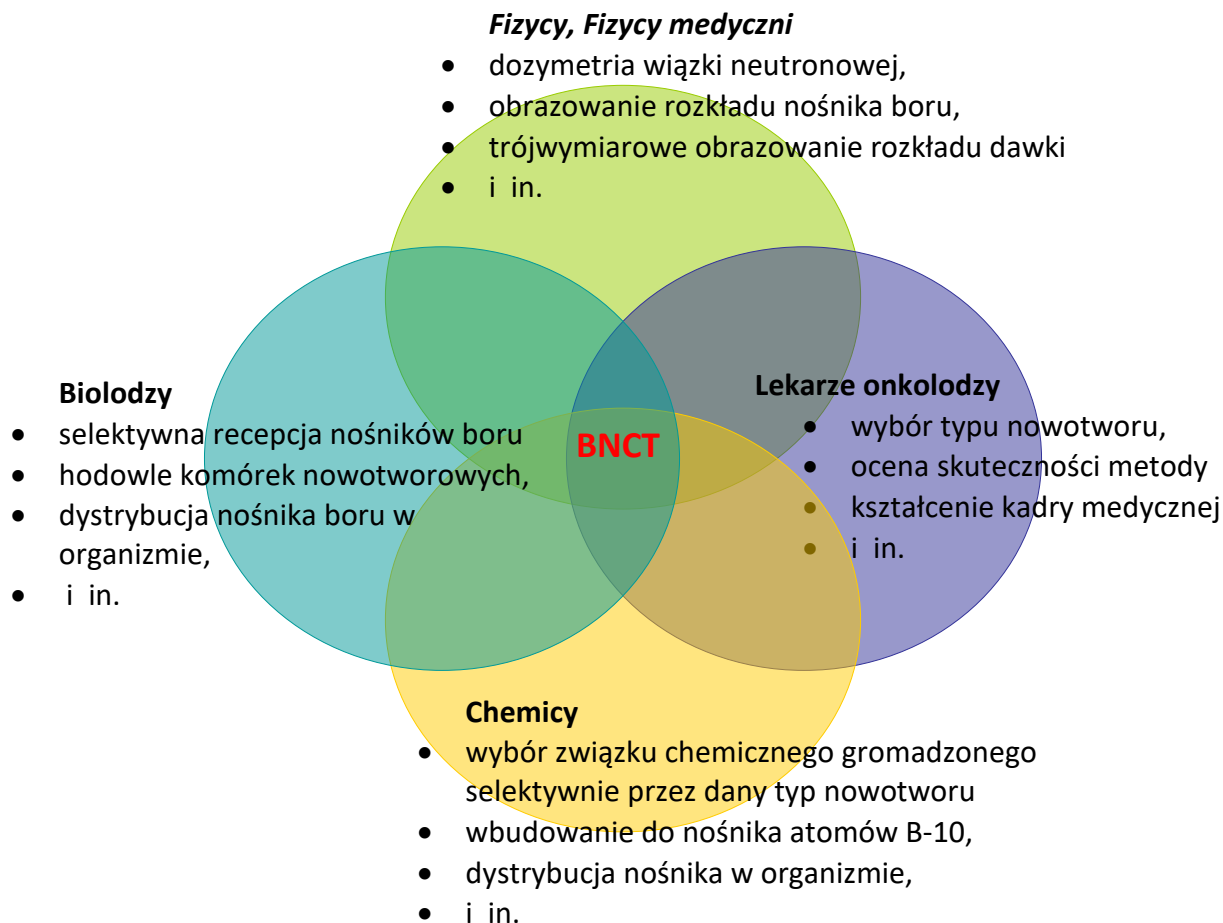 Fizycy, Fizycy medyczni
• dozymetria wiązki neutronowej,
• obrazowanie rozkładu nośnika boru,
• trójwymiarowe obrazowanie rozkładu dawki
• i in.
Biolodzy
• selektywna recepcja nośników boru
• hodowle komórek nowotworowych,
• dystrybucja nośnika boru w
organizmie,
• i in.
BNCT
Lekarze onkolodzy
• wybór typu nowotworu,
• ocena skuteczności metody
• kształcenie kadry medycznej
• i in.
Chemicy
• wybór związku chemicznego gromadzonego
selektywnie przez dany typ nowotworu
• wbudowanie do nośnika atomów B-10,
• dystrybucja nośnika w organizmie,
• i in.